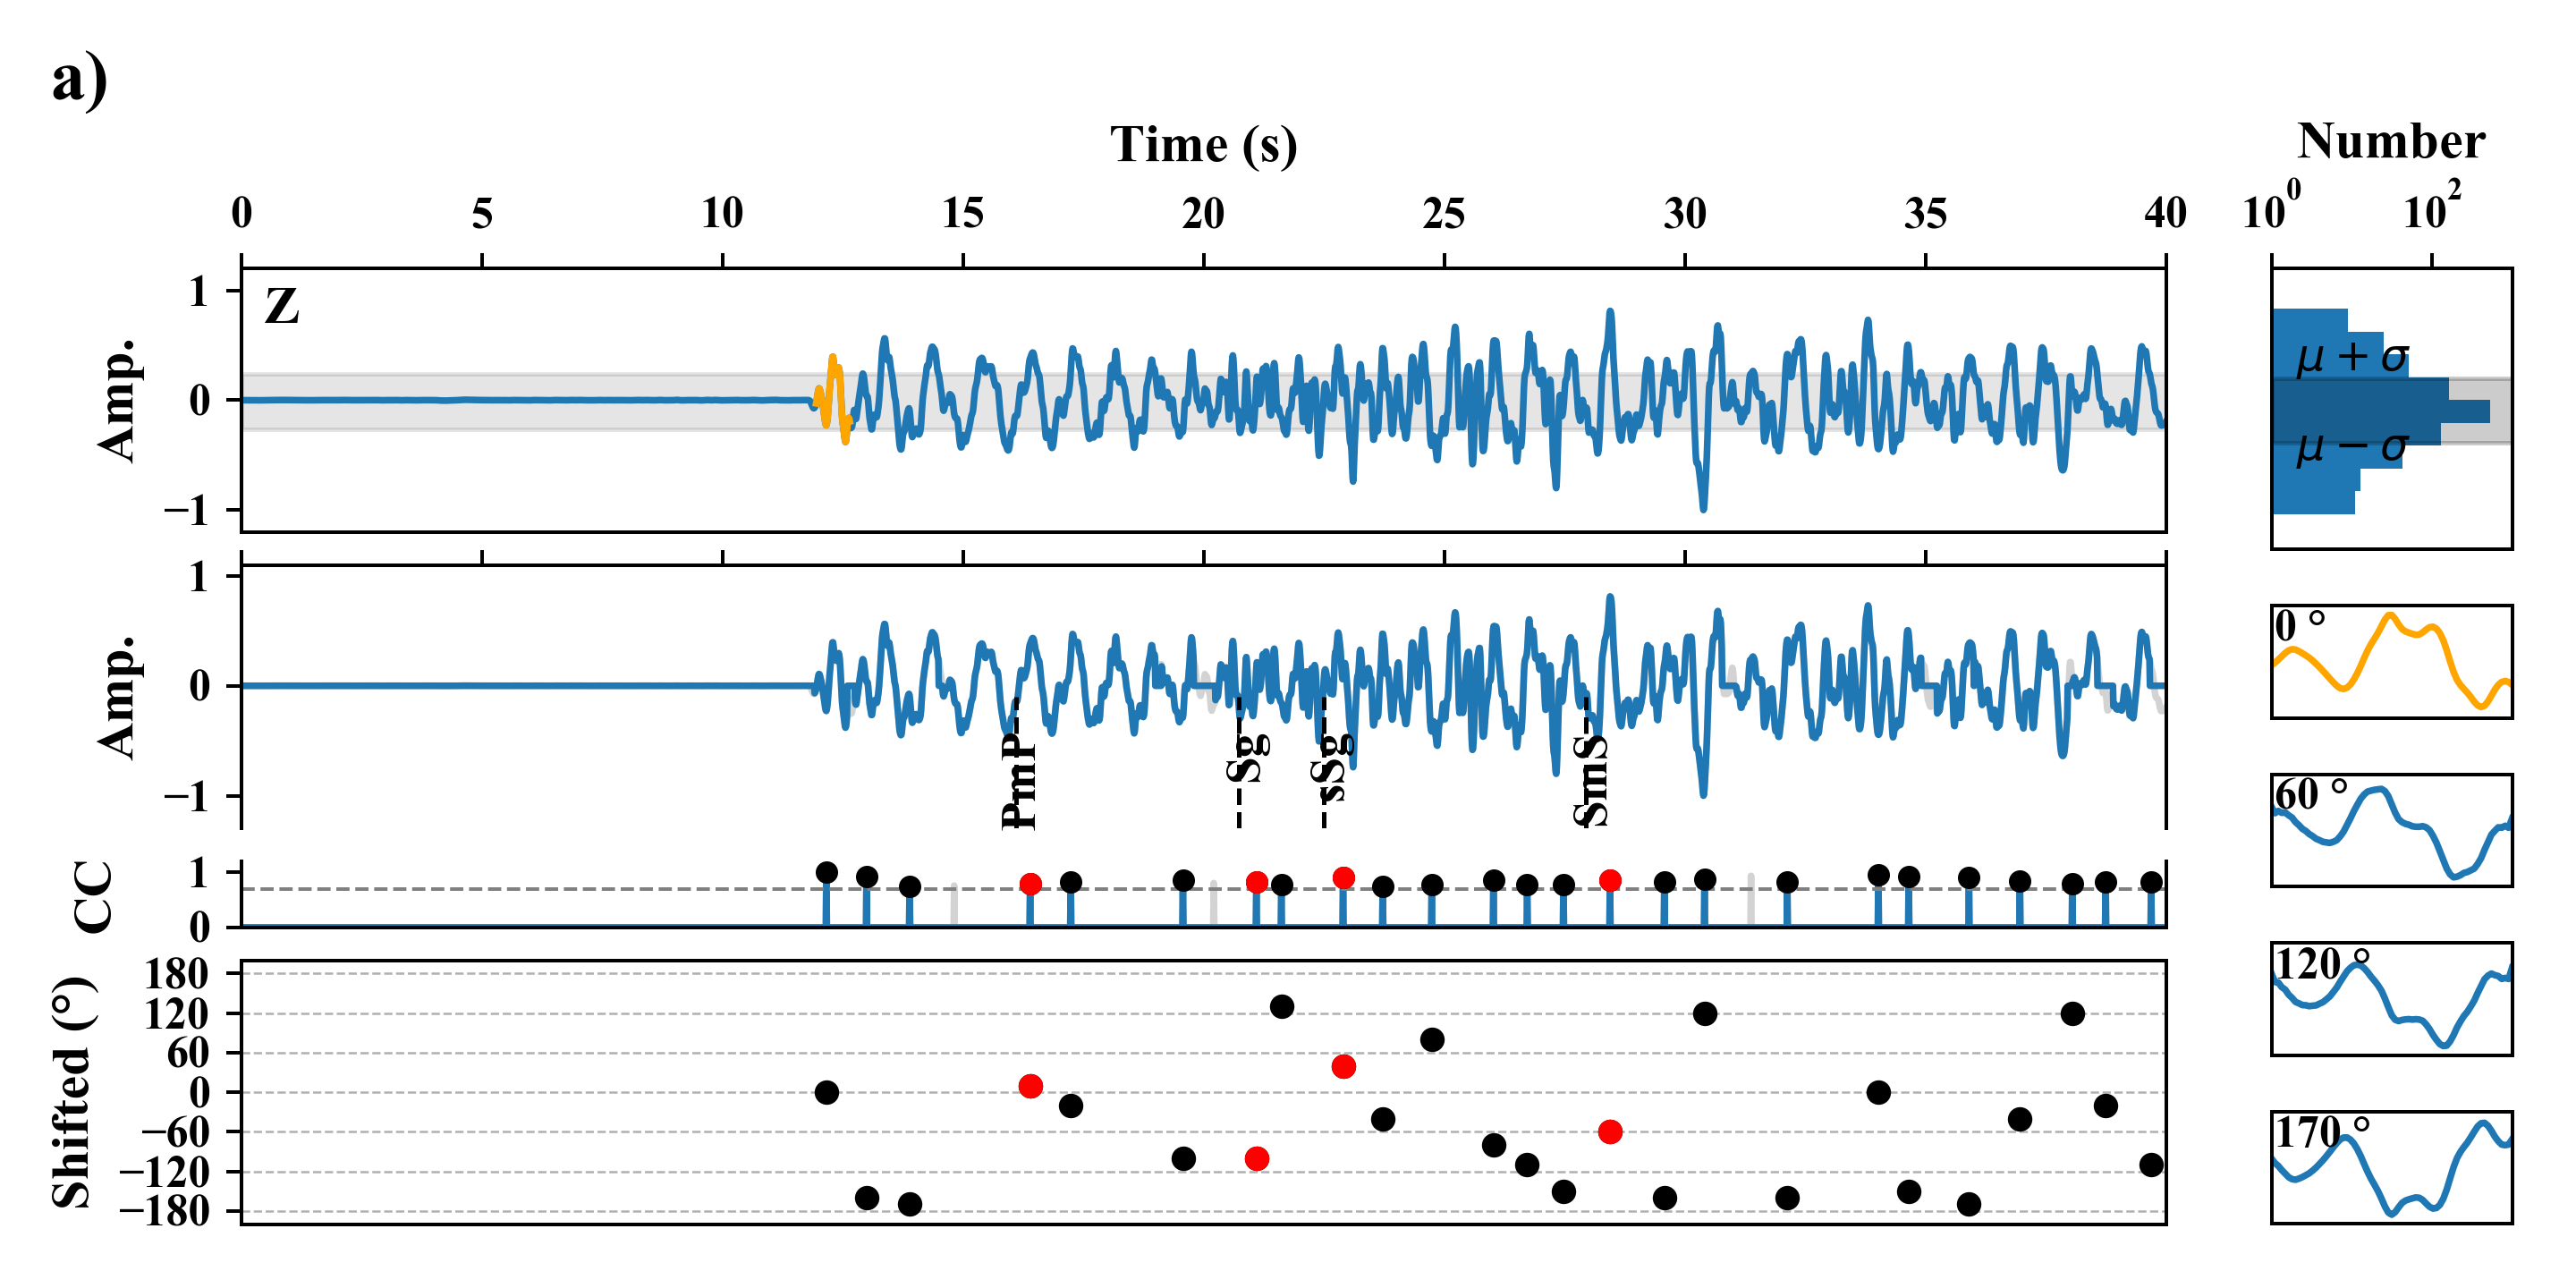 a)
Time (s)
Number
0 5 10 15 20 25 30 35 40
10^0 10^2
Z
Amp.
1
0
−1
μ + σ
μ − σ
Amp.
1
0
−1
PmP
Sg
sSg
SmS
0 °
60 °
CC
1
0
120 °
Shifted (°)
180
120
60
0
−60
−120
−180
170 °